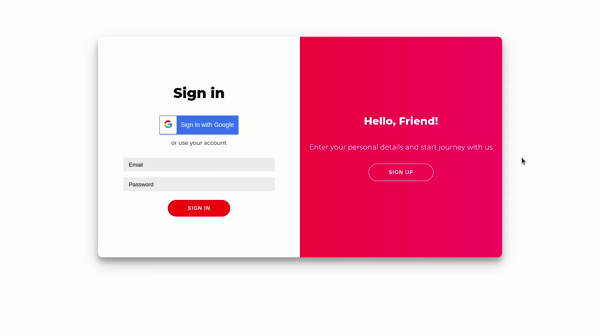 Sign in
Sign in with Google
or use your account
Email
Password
SIGN IN
Hello, Friend!
Enter your personal details and start journey with us
SIGN UP